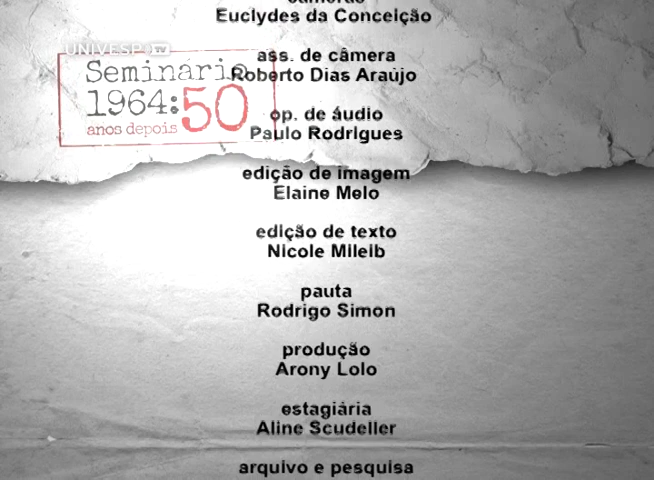 câmeras
Euclydes da Conceição
UNIVESP TV
Seminário
1964:50
anos depois
ass. de câmera
Roberto Dias Araújo
op. de áudio
Paulo Rodrigues
edição de imagem
Elaine Melo
edição de texto
Nicole Mileib
pauta
Rodrigo Simon
produção
Arony Lolo
estagiária
Aline Scudeller
arquivo e pesquisa